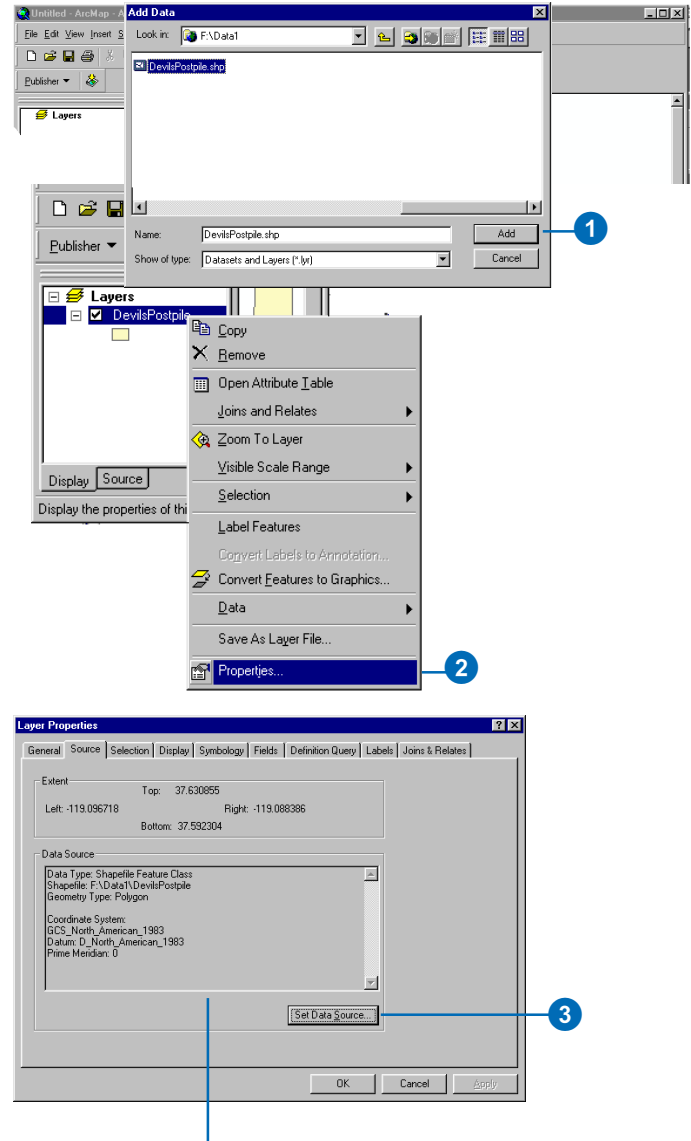 Untitled - ArcMap - A
File Edit View Insert S
Publisher
Layers
Add Data
Look in: F:\Data1
DevilsPostpile.shp
Name: DevilsPostpile.shp
Add
1
Show of type: Datasets and Layers (*.lyr)
Cancel
Publisher
Layers
DevilsPostpile
Display Source
Display the properties of thi
Copy
Remove
Open Attribute Table
Joins and Relates
Zoom To Layer
Visible Scale Range
Selection
Label Features
Convert Labels to Annotation...
Convert Features to Graphics...
Data
Save As Layer File...
Properties...
2
Layer Properties
General Source Selection Display Symbology Fields Definition Query Labels Joins & Relates
Extent
Top: 37.630855
Left: -119.096718 Right: -119.088386
Bottom: 37.592304
Data Source
Data Type: Shapefile Feature Class
Shapefile: F:\Data1\DevilsPostpile
Geometry Type: Polygon
Coordinate System:
GCS_North_American_1983
Datum: D_North_American_1983
Prime Meridian: 0
Set Data Source...
3
OK Cancel Apply